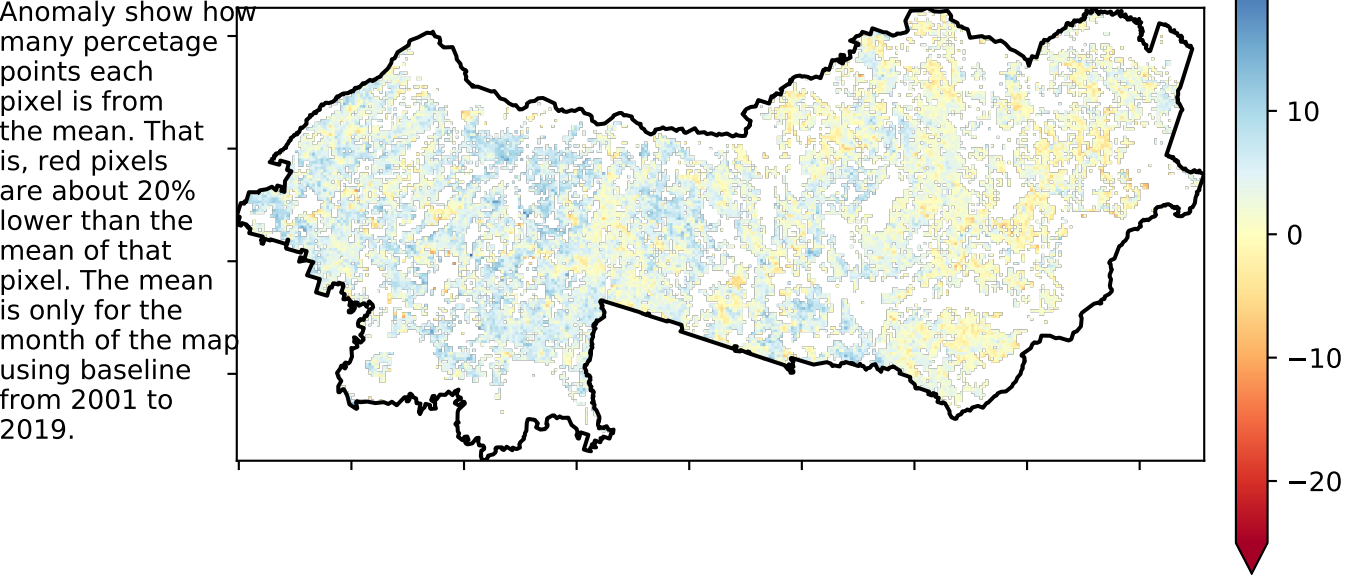 Anomaly show how
many percetage
points each
pixel is from
the mean. That
is, red pixels
are about 20%
lower than the
mean of that
pixel. The mean
is only for the
month of the map
using baseline
from 2001 to
2019.
10
0
−10
−20